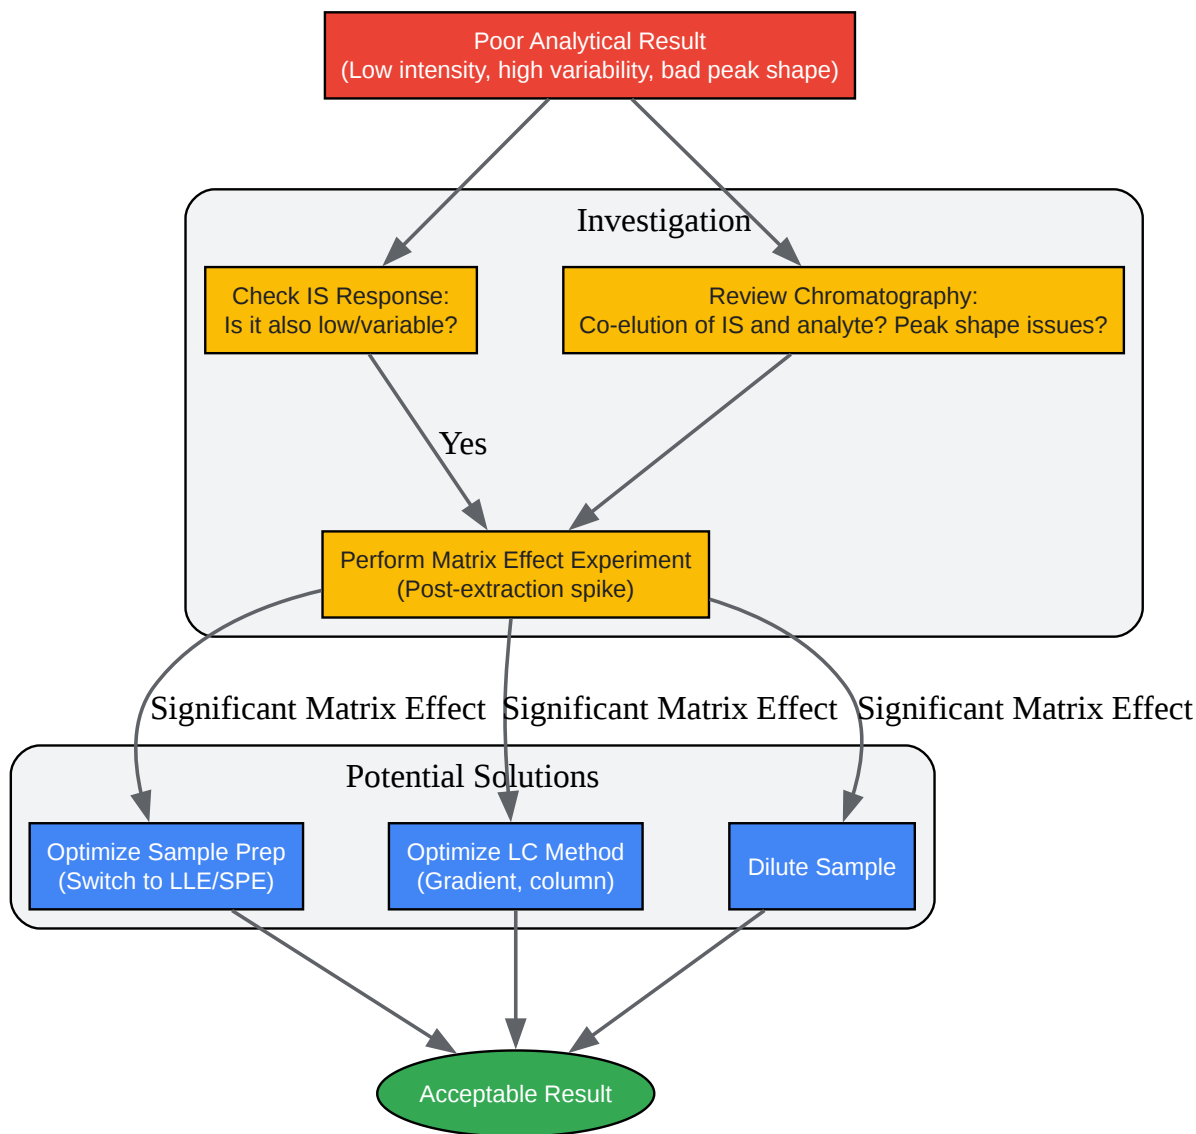 Poor Analytical Result
(Low intensity, high variability, bad peak shape)
Investigation
Check IS Response:
Is it also low/variable?
Review Chromatography:
Co-elution of IS and analyte? Peak shape issues?
Yes
Perform Matrix Effect Experiment
(Post-extraction spike)
Significant Matrix Effect
Significant Matrix Effect
Significant Matrix Effect
Potential Solutions
Optimize Sample Prep
(Switch to LLE/SPE)
Optimize LC Method
(Gradient, column)
Dilute Sample
Acceptable Result